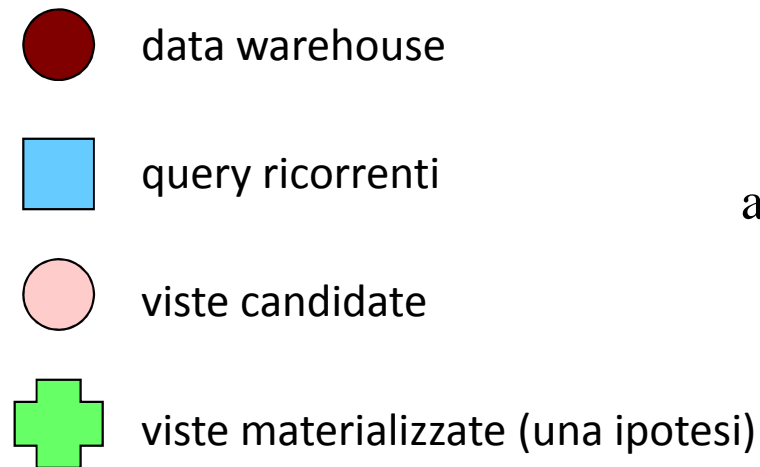 data warehouse
query ricorrenti
a
viste candidate
viste materializzate (una ipotesi)